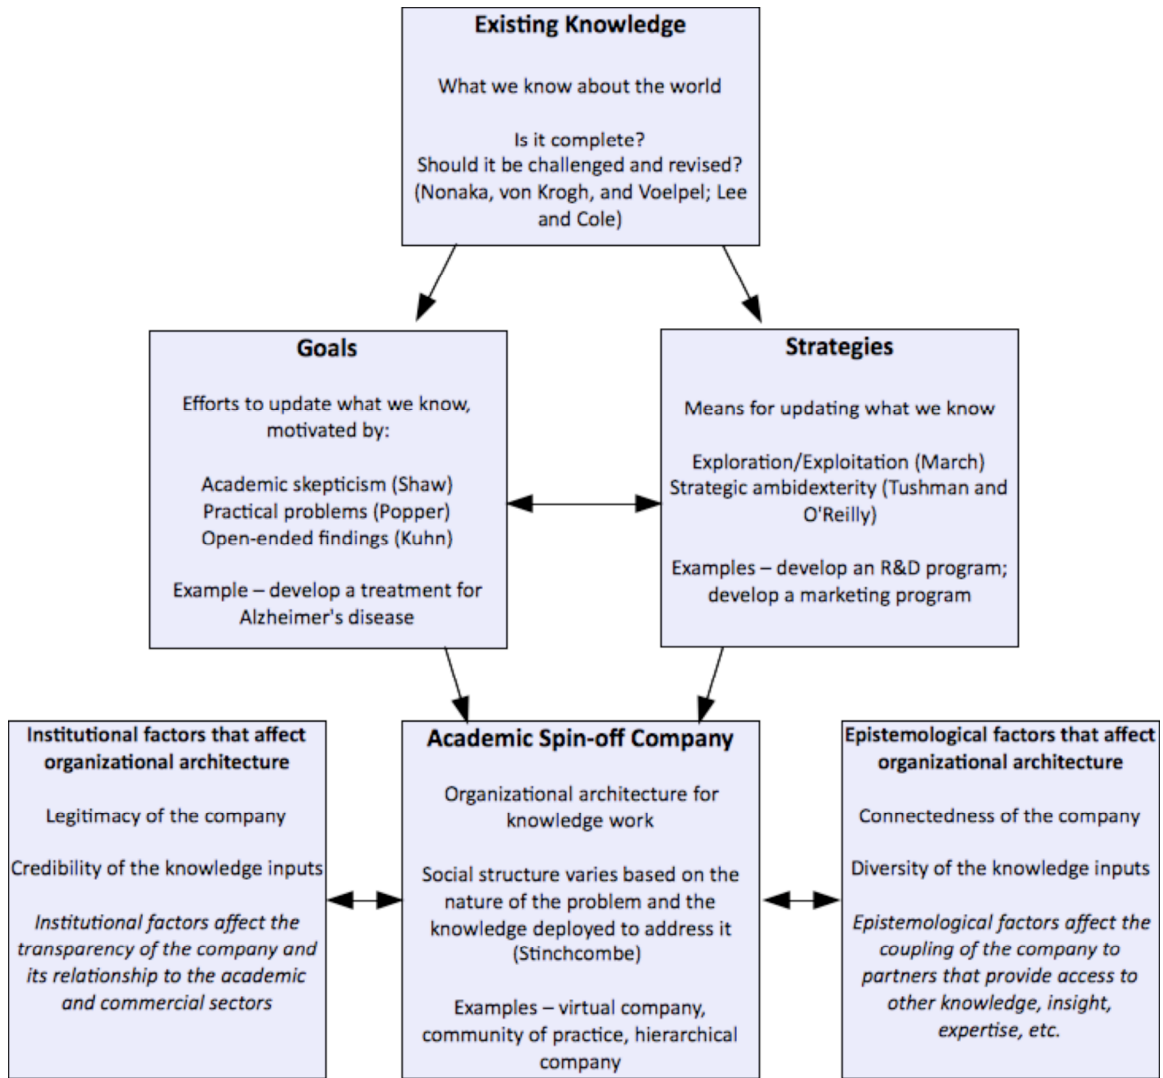 Existing Knowledge
What we know about the world
Is it complete?
Should it be challenged and revised?
(Nonaka, von Krogh, and Voelpel; Lee
and Cole)
Goals
Efforts to update what we know,
motivated by:
Academic skepticism (Shaw)
Practical problems (Popper)
Open-ended findings (Kuhn)
Example – develop a treatment for
Alzheimer's disease
Strategies
Means for updating what we know
Exploration/Exploitation (March)
Strategic ambidexterity (Tushman and
O'Reilly)
Examples – develop an R&D program;
develop a marketing program
Institutional factors that affect
organizational architecture
Legitimacy of the company
Credibility of the knowledge inputs
Institutional factors affect the
transparency of the company and
its relationship to the academic
and commercial sectors
Academic Spin-off Company
Organizational architecture for
knowledge work
Social structure varies based on the
nature of the problem and the
knowledge deployed to address it
(Stinchcombe)
Examples – virtual company,
community of practice, hierarchical
company
Epistemological factors that affect
organizational architecture
Connectedness of the company
Diversity of the knowledge inputs
Epistemological factors affect the
coupling of the company to
partners that provide access to
other knowledge, insight,
expertise, etc.